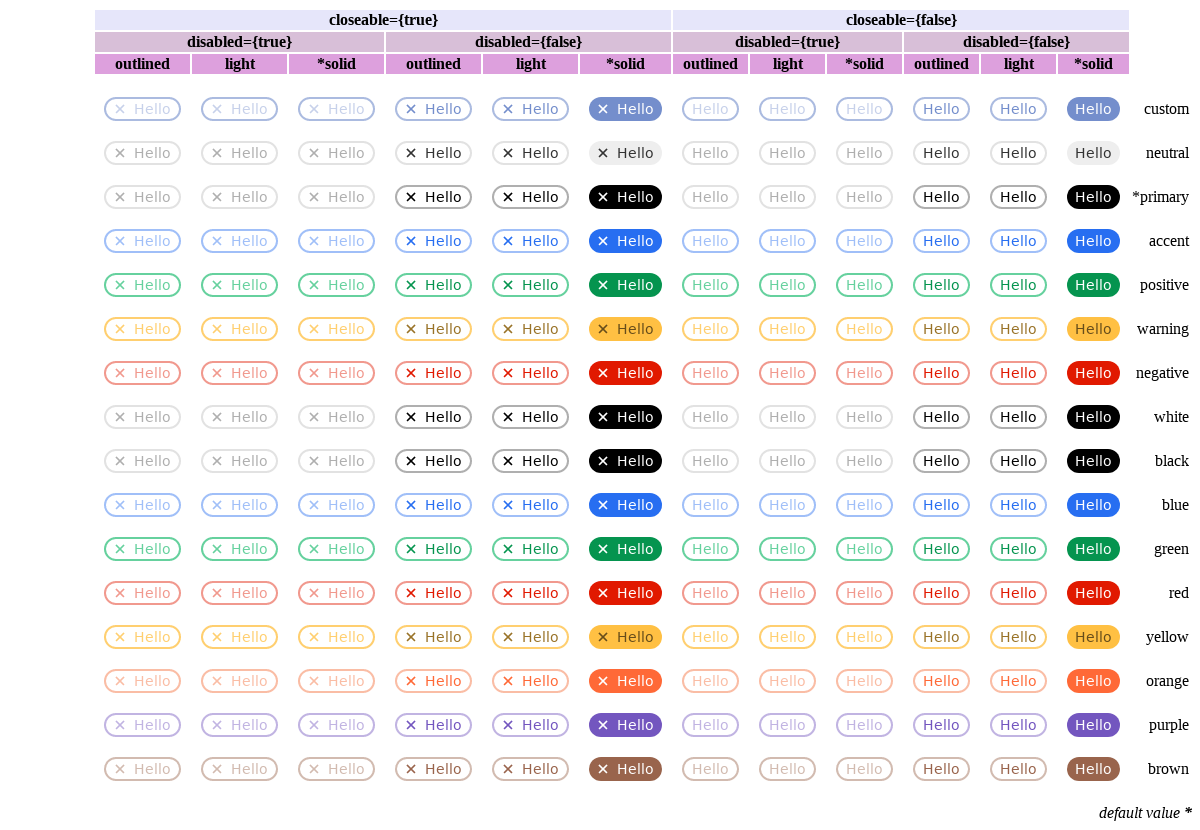 closeable={true} closeable={false}
disabled={true} disabled={false} disabled={true} disabled={false}
outlined light *solid outlined light *solid outlined light *solid outlined light *solid
Hello Hello Hello Hello Hello Hello Hello Hello Hello Hello Hello Hello custom
Hello Hello Hello Hello Hello Hello Hello Hello Hello Hello Hello Hello neutral
Hello Hello Hello Hello Hello Hello Hello Hello Hello Hello Hello Hello *primary
Hello Hello Hello Hello Hello Hello Hello Hello Hello Hello Hello Hello accent
Hello Hello Hello Hello Hello Hello Hello Hello Hello Hello Hello Hello positive
Hello Hello Hello Hello Hello Hello Hello Hello Hello Hello Hello Hello warning
Hello Hello Hello Hello Hello Hello Hello Hello Hello Hello Hello Hello negative
Hello Hello Hello Hello Hello Hello Hello Hello Hello Hello Hello Hello white
Hello Hello Hello Hello Hello Hello Hello Hello Hello Hello Hello Hello black
Hello Hello Hello Hello Hello Hello Hello Hello Hello Hello Hello Hello blue
Hello Hello Hello Hello Hello Hello Hello Hello Hello Hello Hello Hello green
Hello Hello Hello Hello Hello Hello Hello Hello Hello Hello Hello Hello red
Hello Hello Hello Hello Hello Hello Hello Hello Hello Hello Hello Hello yellow
Hello Hello Hello Hello Hello Hello Hello Hello Hello Hello Hello Hello orange
Hello Hello Hello Hello Hello Hello Hello Hello Hello Hello Hello Hello purple
Hello Hello Hello Hello Hello Hello Hello Hello Hello Hello Hello Hello brown
default value *